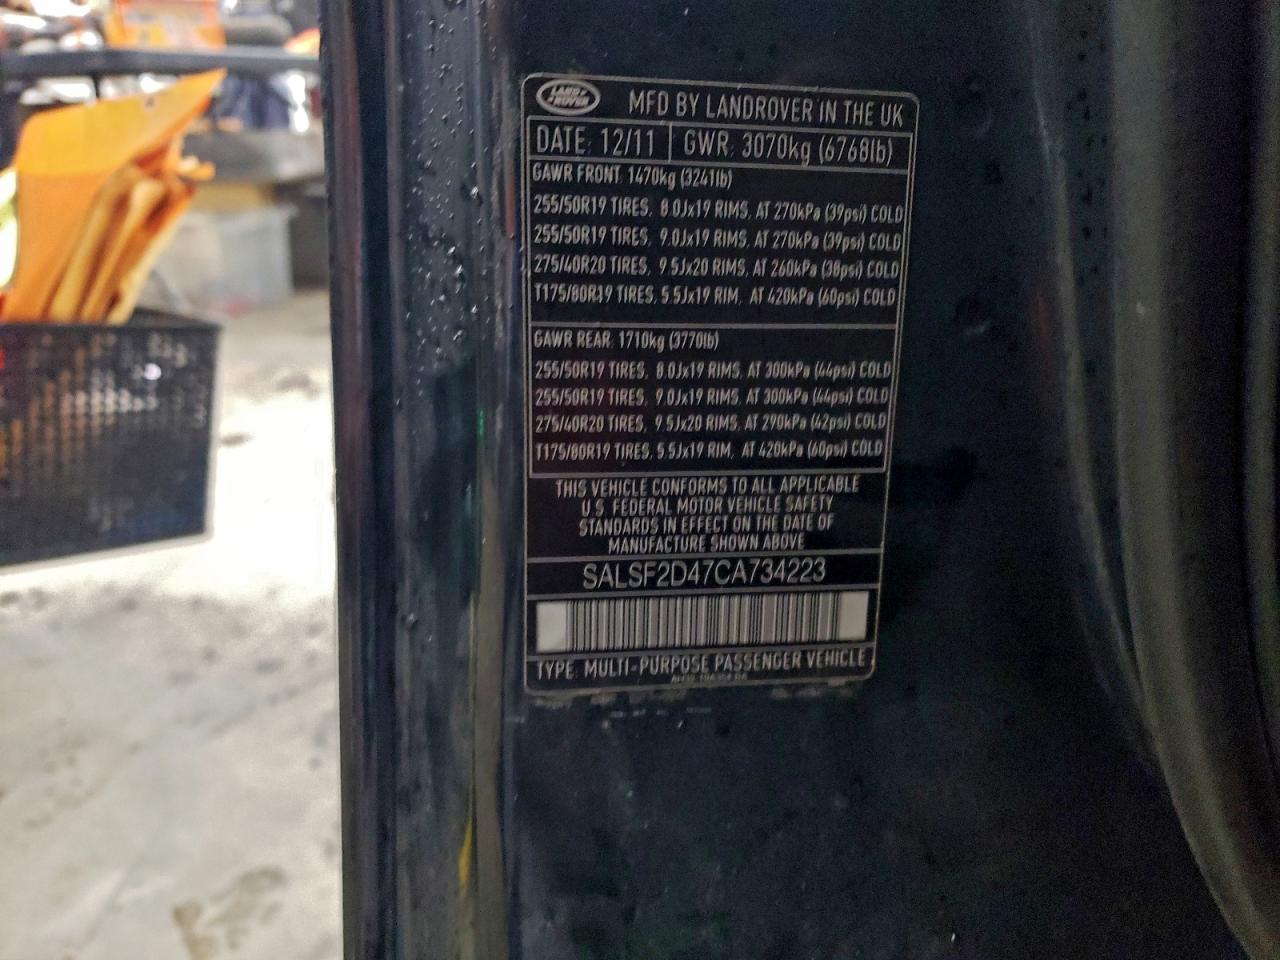 LAND ROVER
MFD BY LANDROVER IN THE UK
DATE: 12/11 GWR: 3070kg (6768lb)
GAWR FRONT 1470kg (3241lb)
255/50R19 TIRES, 8.0Jx19 RIMS, AT 270kPa (39psi) COLD
255/50R19 TIRES, 9.0Jx19 RIMS, AT 270kPa (39psi) COLD
275/40R20 TIRES, 9.5Jx20 RIMS, AT 260kPa (38psi) COLD
T175/80R19 TIRES, 5.5Jx19 RIM, AT 420kPa (60psi) COLD
GAWR REAR 1710kg (3770lb)
255/50R19 TIRES, 8.0Jx19 RIMS, AT 300kPa (44psi) COLD
255/50R19 TIRES, 9.0Jx19 RIMS, AT 300kPa (44psi) COLD
275/40R20 TIRES, 9.5Jx20 RIMS, AT 290kPa (42psi) COLD
T175/80R19 TIRES, 5.5Jx19 RIM, AT 420kPa (60psi) COLD
THIS VEHICLE CONFORMS TO ALL APPLICABLE
U.S. FEDERAL MOTOR VEHICLE SAFETY
STANDARDS IN EFFECT ON THE DATE OF
MANUFACTURE SHOWN ABOVE
SALSF2D47CA734223
TYPE: MULTI-PURPOSE PASSENGER VEHICLE